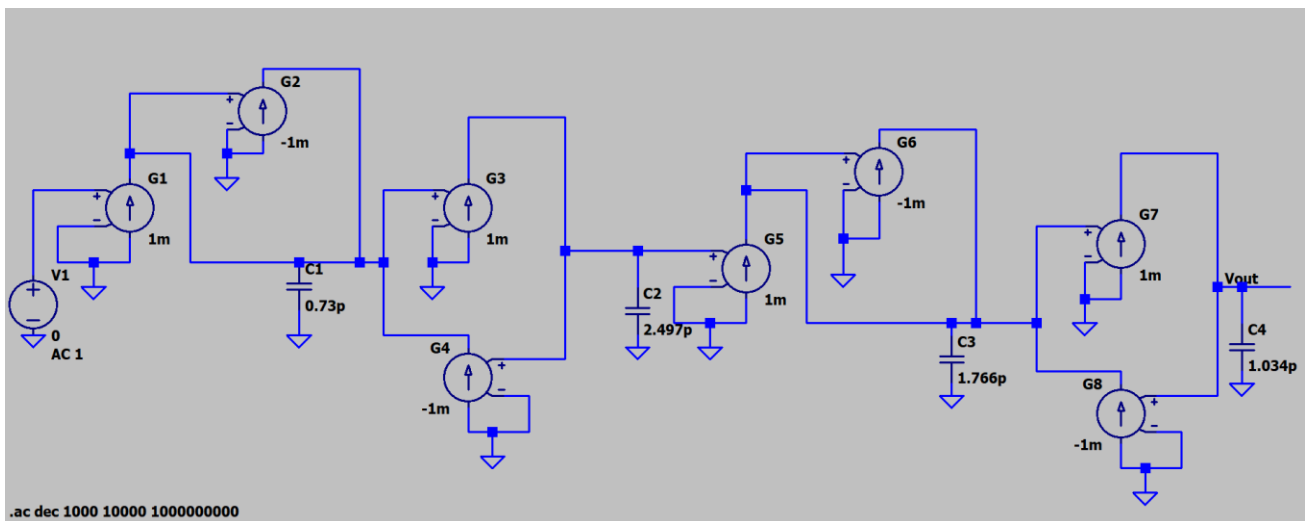 G2
-1m
G1
1m
V1
0
AC 1
C1
0.73p
G3
1m
G4
-1m
C2
2.497p
G5
1m
G6
-1m
C3
1.766p
G7
1m
G8
-1m
Vout
C4
1.034p
.ac dec 1000 10000 1000000000